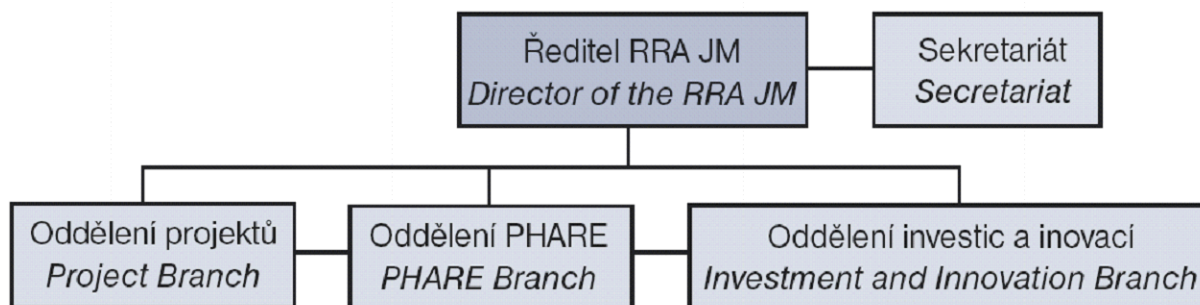 Ředitel RRA JM
Director of the RRA JM
Sekretariát
Secretariat
Oddělení projektů
Project Branch
Oddělení PHARE
PHARE Branch
Oddělení investic a inovací
Investment and Innovation Branch